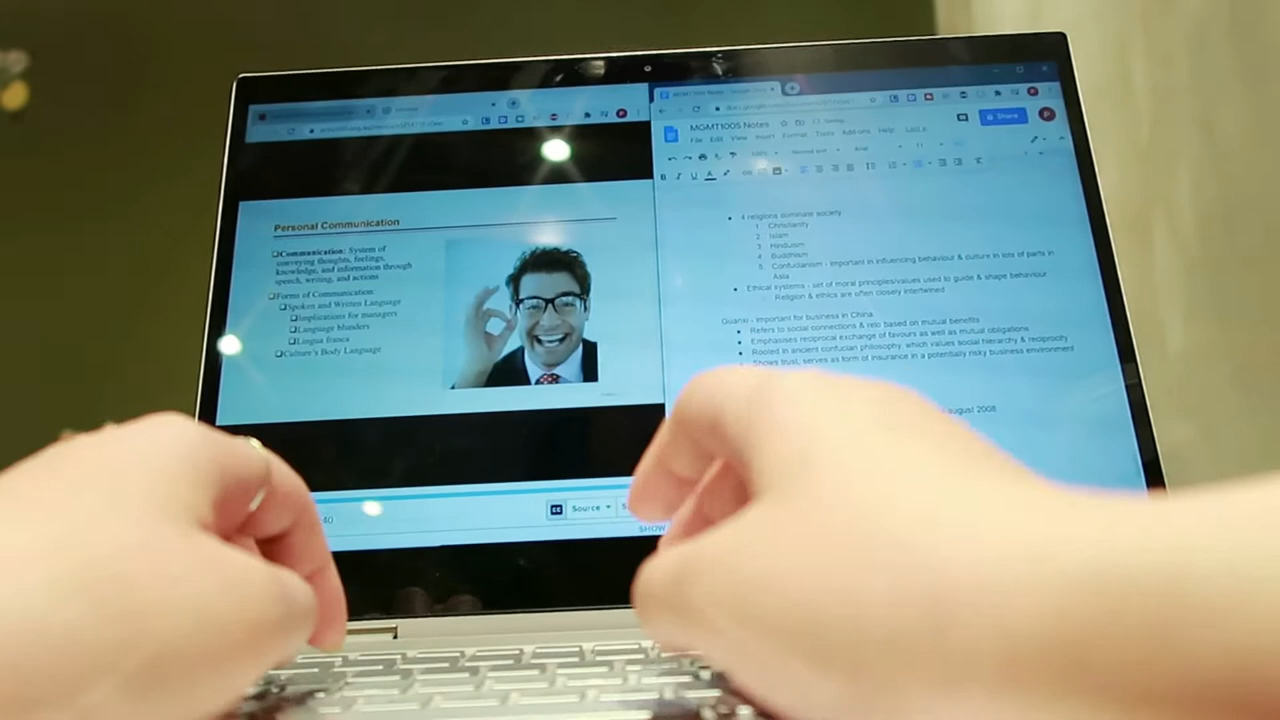 Personal Communication
❑Communication: System of
conveying thoughts, feelings,
knowledge, and information through
speech, writing, and actions
❑Forms of Communication:
❑Spoken and Written Language
❑Implications for managers
❑Language blunders
❑Lingua franca
❑Culture's Body Language
40
CC Source
SHOW
MGMT1005 Notes
File Edit View Insert Format Tools Add-ons Help
Share
P
B I U A
• 4 religions dominate society
1. Christianity
2. Islam
3. Hinduism
4. Buddhism
5. Confucianism - important in influencing behaviour & culture in lots of parts in
Asia
• Ethical systems - set of moral principles/values used to guide & shape behaviour
Religion & ethics are often closely intertwined
Guanxi - Important for business in China
• Refers to social connections & relo based on mutual benefits
• Emphasises reciprocal exchange of favours as well as mutual obligations
• Rooted in ancient confucian philosophy, which values social hierarchy & reciprocity
• Shows trust, serves as form of insurance in a potentially risky business environment
august 2008